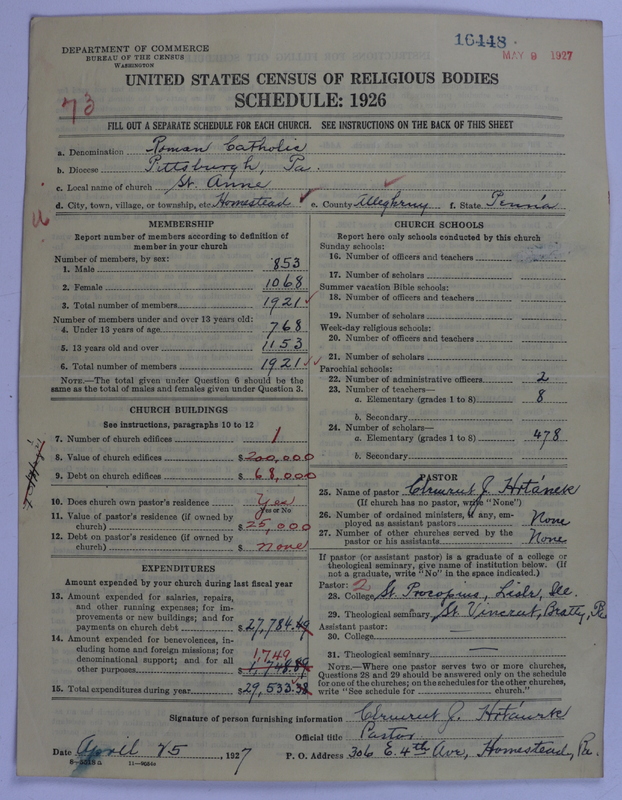 16448
MAY 9 1927
DEPARTMENT OF COMMERCE
BUREAU OF THE CENSUS
WASHINGTON
UNITED STATES CENSUS OF RELIGIOUS BODIES
SCHEDULE: 1926
73
FILL OUT A SEPARATE SCHEDULE FOR EACH CHURCH. SEE INSTRUCTIONS ON THE BACK OF THIS SHEET
a. Denomination Roman Catholic
b. Diocese Pittsburgh, Pa.
c. Local name of church St. Anne
d. City, town, village, or township, etc. Homestead e. County Allegheny f. State Penn'a
MEMBERSHIP
Report number of members according to definition of
member in your church
Number of members, by sex:
1. Male 853
2. Female 1068
3. Total number of members 1921
Number of members under and over 13 years old:
4. Under 13 years of age 768
5. 13 years old and over 1153
6. Total number of members 1921
NOTE.—The total given under Question 6 should be the
same as the total of males and females given under Question 3.
CHURCH BUILDINGS
See instructions, paragraphs 10 to 12
7. Number of church edifices 1
8. Value of church edifices $200,000
9. Debt on church edifices $68,000
10. Does church own pastor's residence Yes
Yes or No
11. Value of pastor's residence (if owned by
church) $25,000
12. Debt on pastor's residence (if owned by
church) $none
EXPENDITURES
Amount expended by your church during last fiscal year
13. Amount expended for salaries, repairs,
and other running expenses; for im-
provements or new buildings; and for
payments on church debt $27,784.49
14. Amount expended for benevolences, in-
cluding home and foreign missions; for
denominational support; and for all
other purposes 1,749 $1,748.89
15. Total expenditures during year $29,533.38
CHURCH SCHOOLS
Report here only schools conducted by this church
Sunday schools:
16. Number of officers and teachers
17. Number of scholars
Summer vacation Bible schools:
18. Number of officers and teachers
19. Number of scholars
Week-day religious schools:
20. Number of officers and teachers
21. Number of scholars
Parochial schools:
22. Number of administrative officers 2
23. Number of teachers—
a. Elementary (grades 1 to 8) 8
b. Secondary
24. Number of scholars—
a. Elementary (grades 1 to 8) 478
b. Secondary
PASTOR
25. Name of pastor J. Hrtánek
(If church has no pastor, write "None")
26. Number of ordained ministers, if any, em-
ployed as assistant pastors None
27. Number of other churches served by the
pastor or his assistants None
If pastor (or assistant pastor) is a graduate of a college or
theological seminary, give name of institution below. (If
not a graduate, write "No" in the space indicated.)
Pastor: 2
28. College St. Procopius, Lisle, Ill.
29. Theological seminary St. Vincent, Beatty, Pa
Assistant pastor:
30. College
31. Theological seminary
NOTE.—Where one pastor serves two or more churches,
Questions 28 and 29 should be answered only on the schedule
for one of the churches; on the schedules for the other churches,
write "See schedule for church."
Signature of person furnishing information J. Hrtánek
Official title Pastor
Date April 25, 1927 P. O. Address 306 E. 4th Ave, Homestead, Pa.